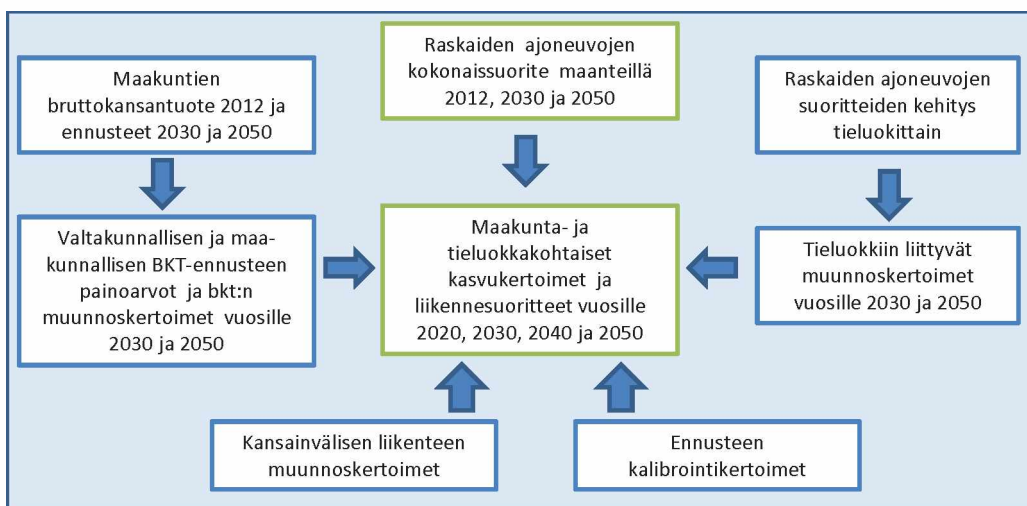 Maakuntien
bruttokansantuote 2012 ja
ennusteet 2030 ja 2050
Raskaiden ajoneuvojen
kokonaissuorite maanteillä
2012, 2030 ja 2050
Raskaiden ajoneuvojen
suoritteiden kehitys
tieluokittain
Valtakunnallisen ja maa-
kunnallisen BKT-ennusteen
painoarvot ja bkt:n
muunnoskertoimet vuosille
2030 ja 2050
Maakunta- ja
tieluokkakohtaiset
kasvukertoimet ja
liikennesuoritteet vuosille
2020, 2030, 2040 ja 2050
Tieluokkiin liittyvät
muunnoskertoimet
vuosille 2030 ja 2050
Kansainvälisen liikenteen
muunnoskertoimet
Ennusteen
kalibrointikertoimet